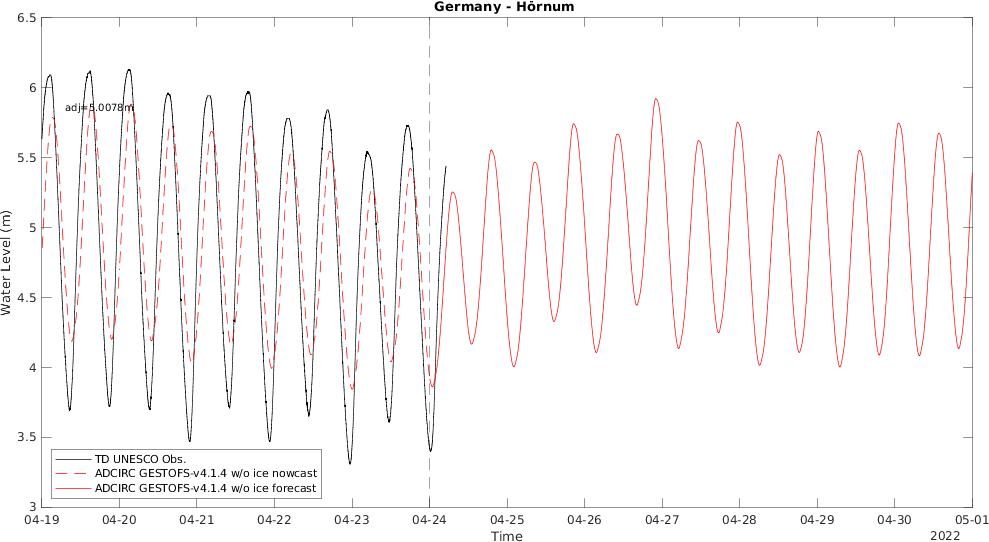 Germany - Hörnum
6.5
6
5.5
5
4.5
4
3.5
3
Water Level (m)
adj=5.0078m
TD UNESCO Obs.
ADCIRC GESTOFS-v4.1.4 w/o ice nowcast
ADCIRC GESTOFS-v4.1.4 w/o ice forecast
04-19 04-20 04-21 04-22 04-23 04-24 04-25 04-26 04-27 04-28 04-29 04-30 05-01
Time
2022